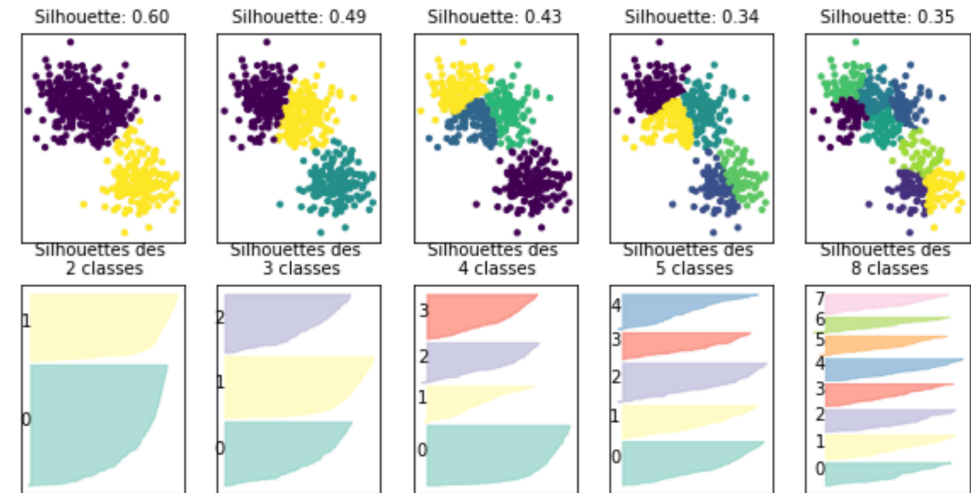 Silhouette: 0.60
Silhouette: 0.49
Silhouette: 0.43
Silhouette: 0.34
Silhouette: 0.35
Silhouettes des
2 classes
Silhouettes des
3 classes
Silhouettes des
4 classes
Silhouettes des
5 classes
Silhouettes des
8 classes
1
0
2
1
0
3
2
1
0
4
3
2
1
0
7
6
5
4
3
2
1
0